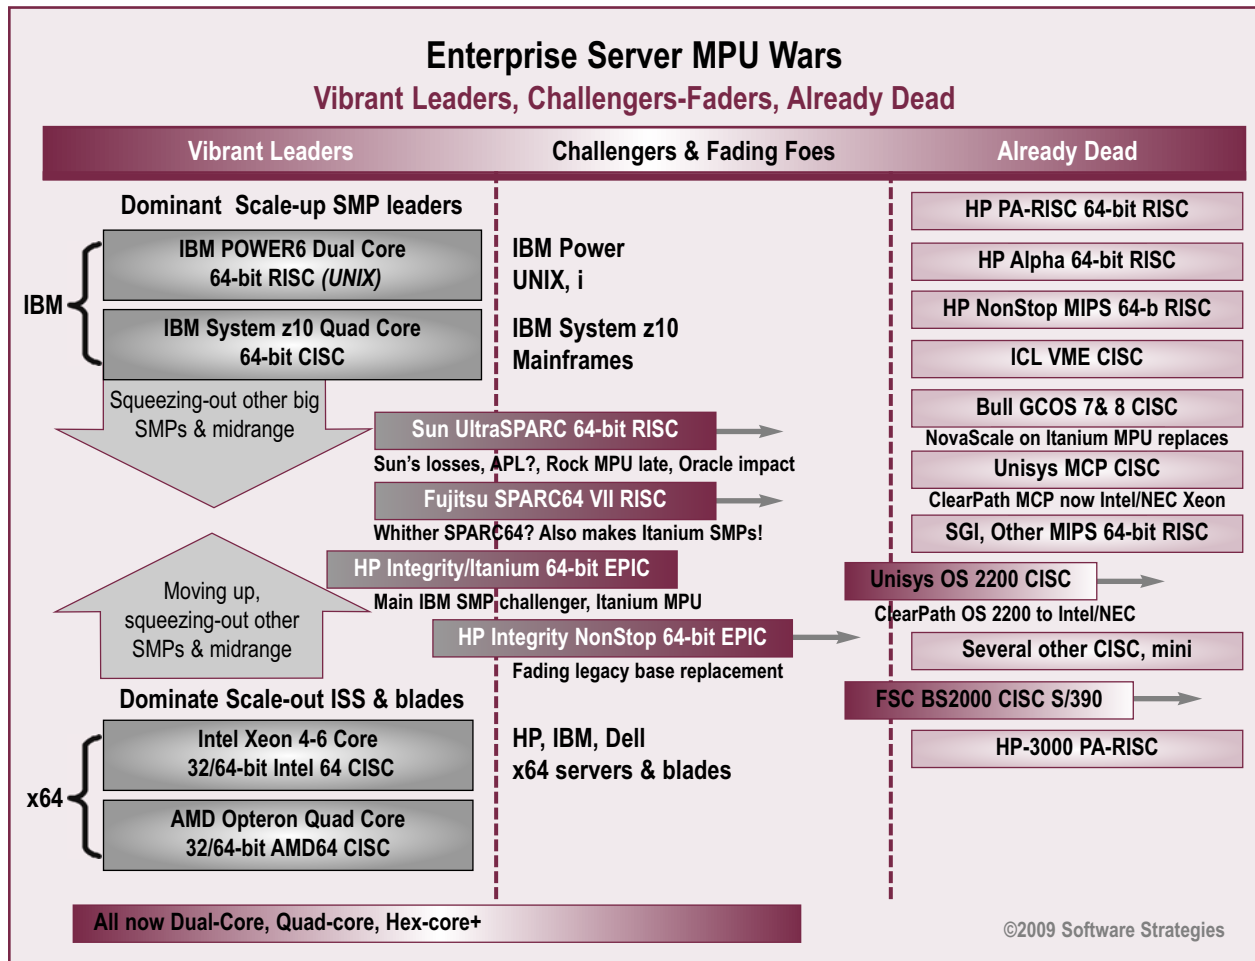 Enterprise Server MPU Wars
Vibrant Leaders, Challengers-Faders, Already Dead
Vibrant Leaders
Challengers & Fading Foes
Already Dead
Dominant Scale-up SMP leaders
IBM
IBM POWER6 Dual Core
64-bit RISC (UNIX)
IBM System z10 Quad Core
64-bit CISC
IBM Power
UNIX, i
IBM System z10
Mainframes
Squeezing-out other big
SMPs & midrange
Sun UltraSPARC 64-bit RISC
Sun's losses, APL?, Rock MPU late, Oracle impact
Fujitsu SPARC64 VII RISC
Whither SPARC64? Also makes Itanium SMPs!
HP Integrity/Itanium 64-bit EPIC
Main IBM SMP challenger, Itanium MPU
HP Integrity NonStop 64-bit EPIC
Fading legacy base replacement
Moving up,
squeezing-out other
SMPs & midrange
Dominate Scale-out ISS & blades
x64
Intel Xeon 4-6 Core
32/64-bit Intel 64 CISC
AMD Opteron Quad Core
32/64-bit AMD64 CISC
HP, IBM, Dell
x64 servers & blades
HP PA-RISC 64-bit RISC
HP Alpha 64-bit RISC
HP NonStop MIPS 64-b RISC
ICL VME CISC
Bull GCOS 7& 8 CISC
NovaScale on Itanium MPU replaces
Unisys MCP CISC
ClearPath MCP now Intel/NEC Xeon
SGI, Other MIPS 64-bit RISC
Unisys OS 2200 CISC
ClearPath OS 2200 to Intel/NEC
Several other CISC, mini
FSC BS2000 CISC S/390
HP-3000 PA-RISC
All now Dual-Core, Quad-core, Hex-core+
©2009 Software Strategies